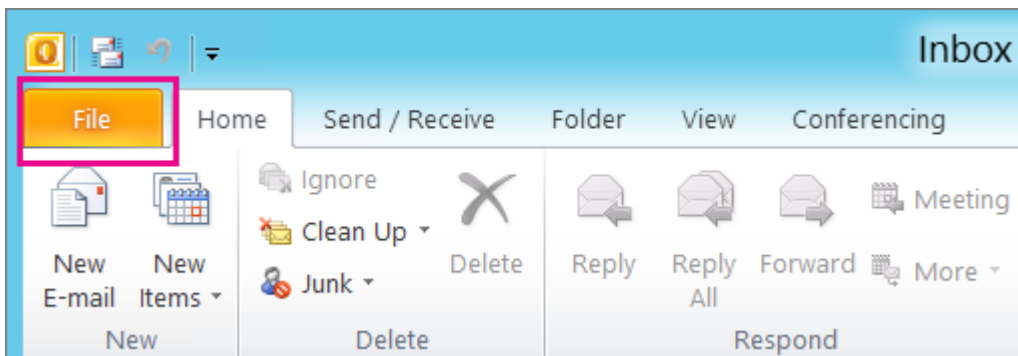 Inbox
File Home Send / Receive Folder View Conferencing
New E-mail
New Items
Ignore
Clean Up
Junk
Delete
Reply
Reply All
Forward
Meeting
More
New Delete Respond